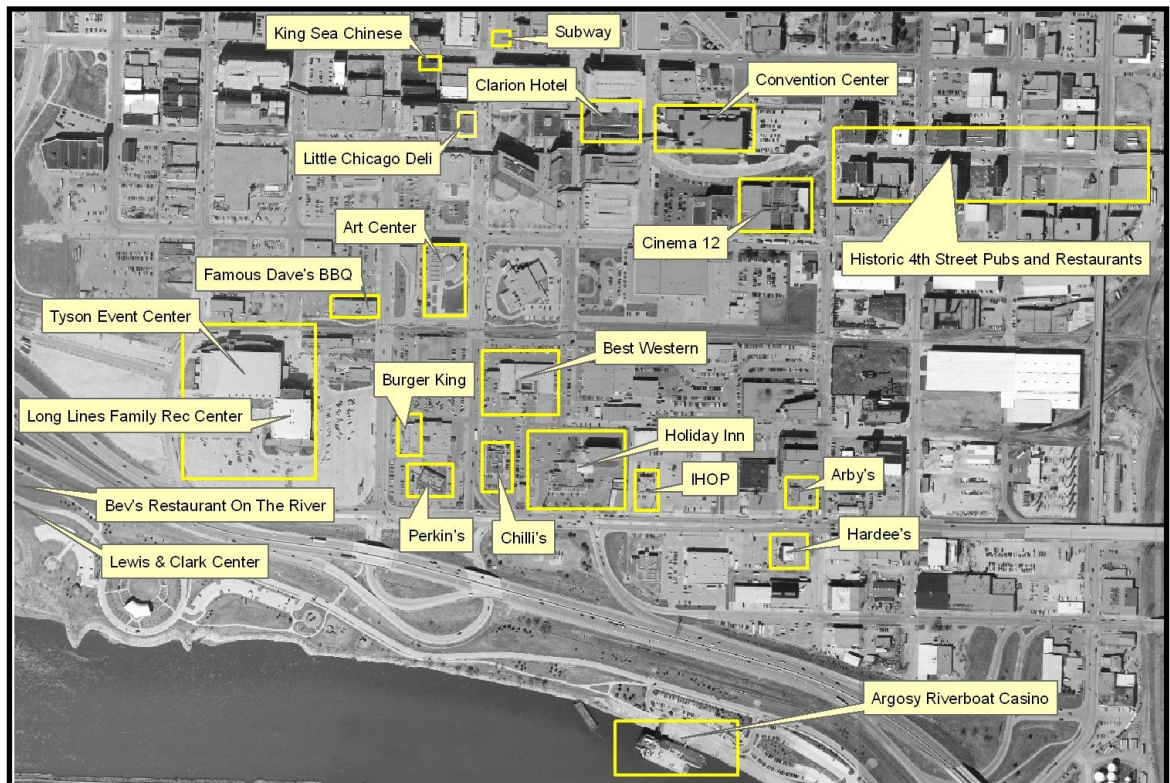 King Sea Chinese
Subway
Clarion Hotel
Convention Center
Little Chicago Deli
Art Center
Cinema 12
Historic 4th Street Pubs and Restaurants
Famous Dave's BBQ
Tyson Event Center
Best Western
Burger King
Long Lines Family Rec Center
Holiday Inn
IHOP
Arby's
Bev's Restaurant On The River
Perkin's
Chilli's
Hardee's
Lewis & Clark Center
Argosy Riverboat Casino